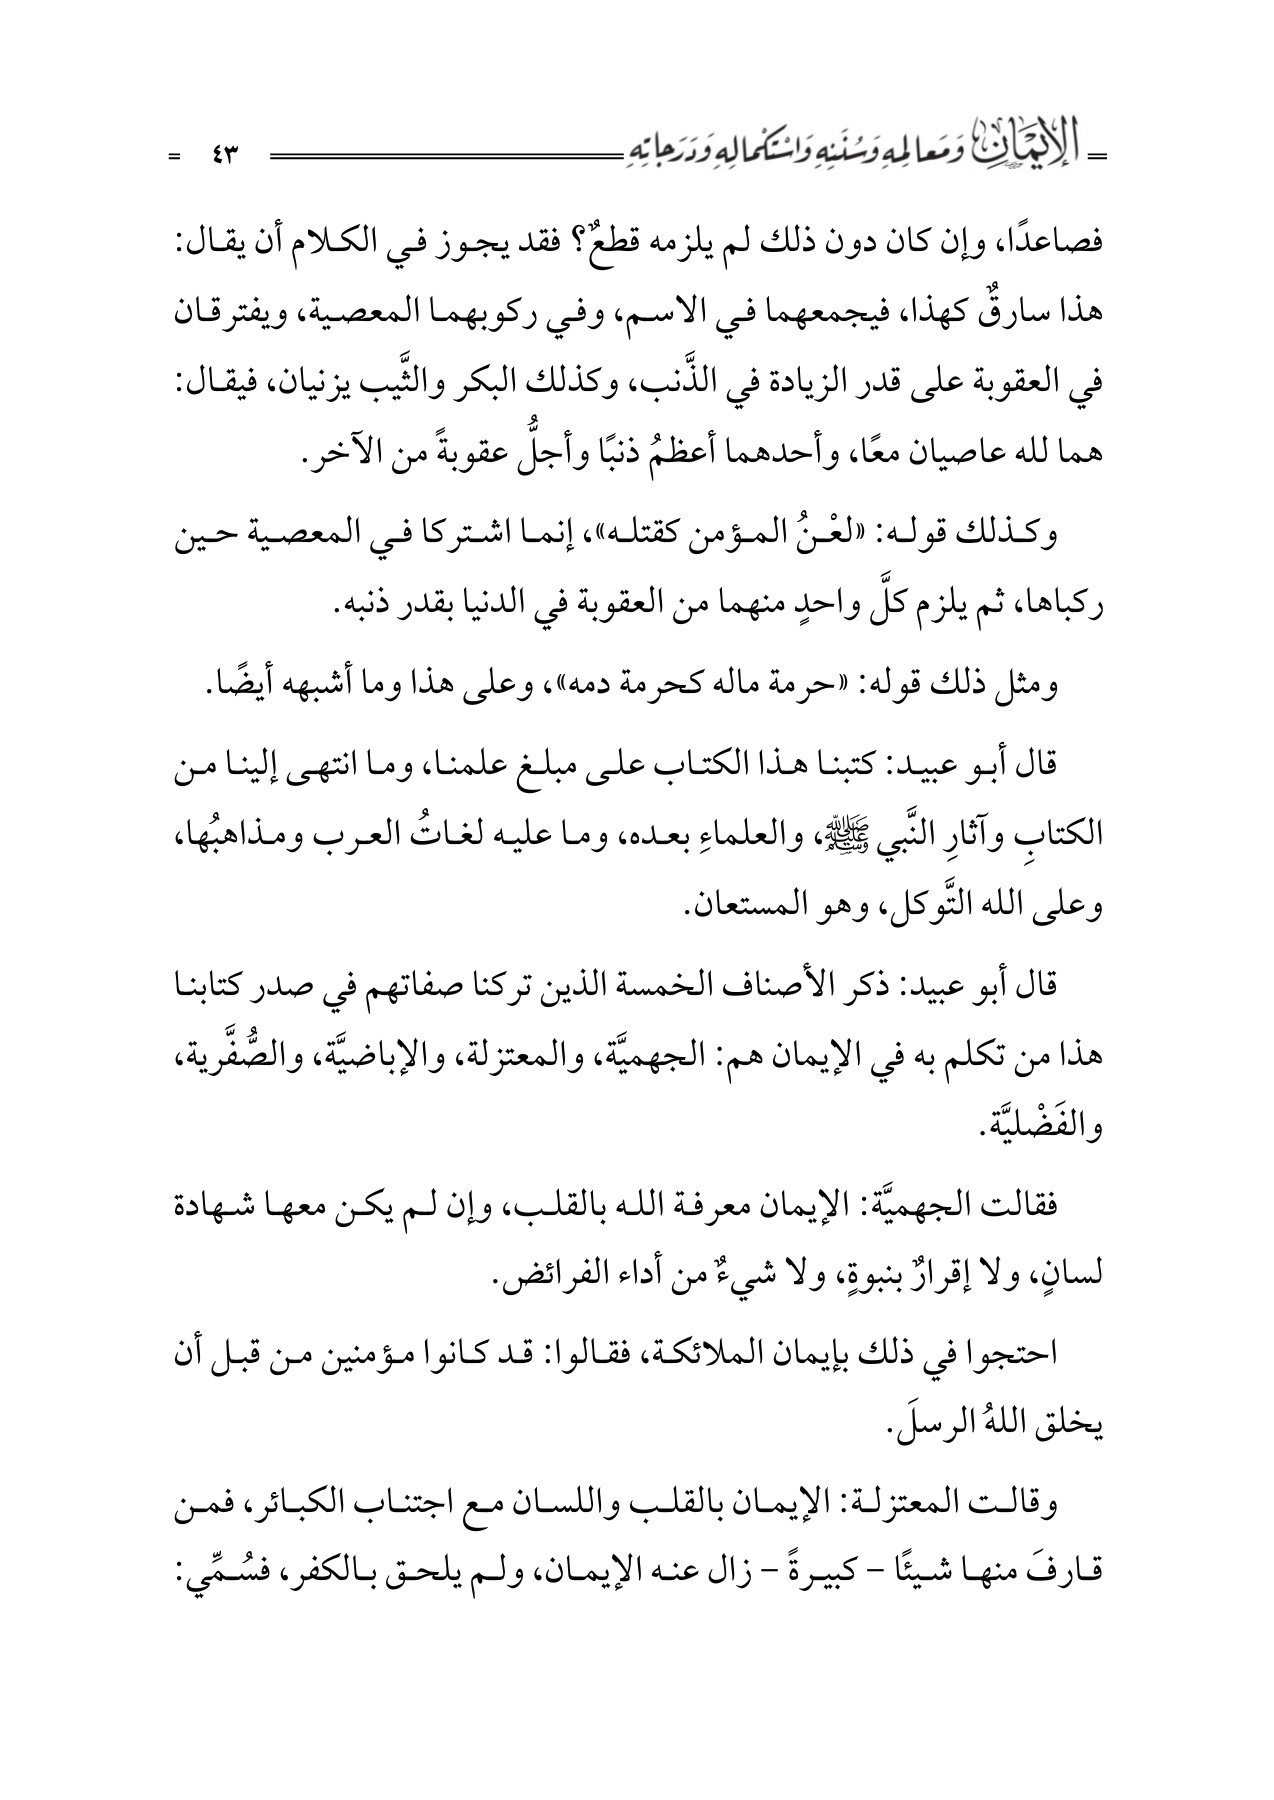 الإيمَان وَمَعالمِهِ وَسُنَنِهِ وَاسْتكْمالِهِ وَدَرَجاتِهِ ٤٣
فصاعدًا، وإن كان دون ذلك لم يلزمه قطعٌ؟ فقد يجوز في الكلام أن يقال:
هذا سارقٌ كهذا، فيجمعهما في الاسم، وفي ركوبهما المعصية، ويفترقان
في العقوبة على قدر الزيادة في الذَّنب، وكذلك البكر والثَّيب يزنيان، فيقال:
هما لله عاصيان معًا، وأحدهما أعظمُ ذنبًا وأجلُّ عقوبةً من الآخر.
وكذلك قوله: «لعْنُ المؤمن كقتله»، إنما اشتركا في المعصية حين
ركباها، ثم يلزم كلَّ واحدٍ منهما من العقوبة في الدنيا بقدر ذنبه.
ومثل ذلك قوله: «حرمة ماله كحرمة دمه»، وعلى هذا وما أشبهه أيضًا.
قال أبو عبيد: كتبنا هذا الكتاب على مبلغ علمنا، وما انتهى إلينا من
الكتابِ وآثارِ النَّبي ﷺ، والعلماءِ بعده، وما عليه لغاتُ العرب ومذاهبُها،
وعلى الله التَّوكل، وهو المستعان.
قال أبو عبيد: ذكر الأصناف الخمسة الذين تركنا صفاتهم في صدر كتابنا
هذا من تكلم به في الإيمان هم: الجهميَّة، والمعتزلة، والإباضيَّة، والصُّفَّرية،
والفَضْليَّة.
فقالت الجهميَّة: الإيمان معرفة الله بالقلب، وإن لم يكن معها شهادة
لسانٍ، ولا إقرارٌ بنبوةٍ، ولا شيءٌ من أداء الفرائض.
احتجوا في ذلك بإيمان الملائكة، فقالوا: قد كانوا مؤمنين من قبل أن
يخلق اللهُ الرسلَ.
وقالت المعتزلة: الإيمان بالقلب واللسان مع اجتناب الكبائر، فمن
قارفَ منها شيئًا – كبيرةً – زال عنه الإيمان، ولم يلحق بالكفر، فسُمِّي: